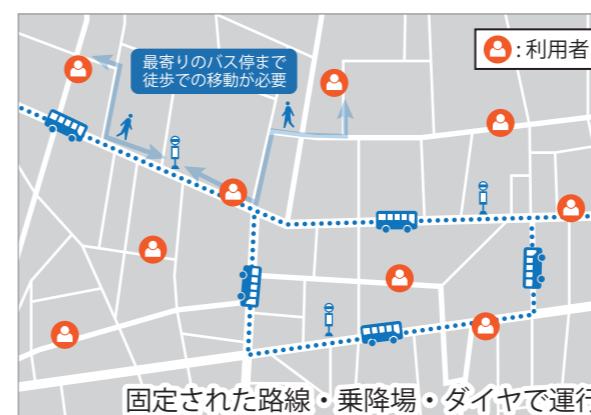 最寄りのバス停まで
徒歩での移動が必要
：利用者
固定された路線・乗降場・ダイヤで運行